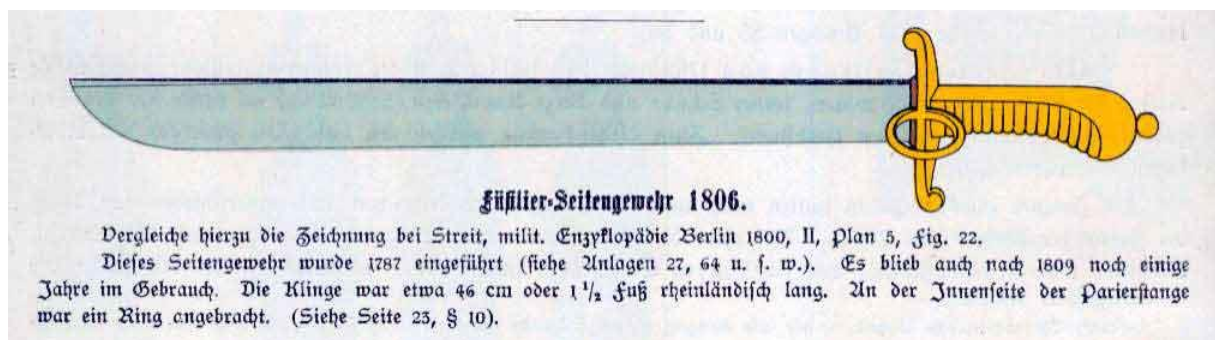 Füsilier-Seitengewehr 1806.
Vergleiche hierzu die Zeichnung bei Streit, milit. Enzyklopädie Berlin 1800, II, Plan 5, Fig. 22.
Dieses Seitengewehr wurde 1787 eingeführt (siehe Anlagen 27, 64 u. s. w.). Es blieb auch nach 1809 noch einige
Jahre im Gebrauch. Die Klinge war etwa 46 cm oder 1 1/2 Fuß rheinländisch lang. An der Innenseite der Parierstange
war ein Ring angebracht. (Siehe Seite 23, § 10).